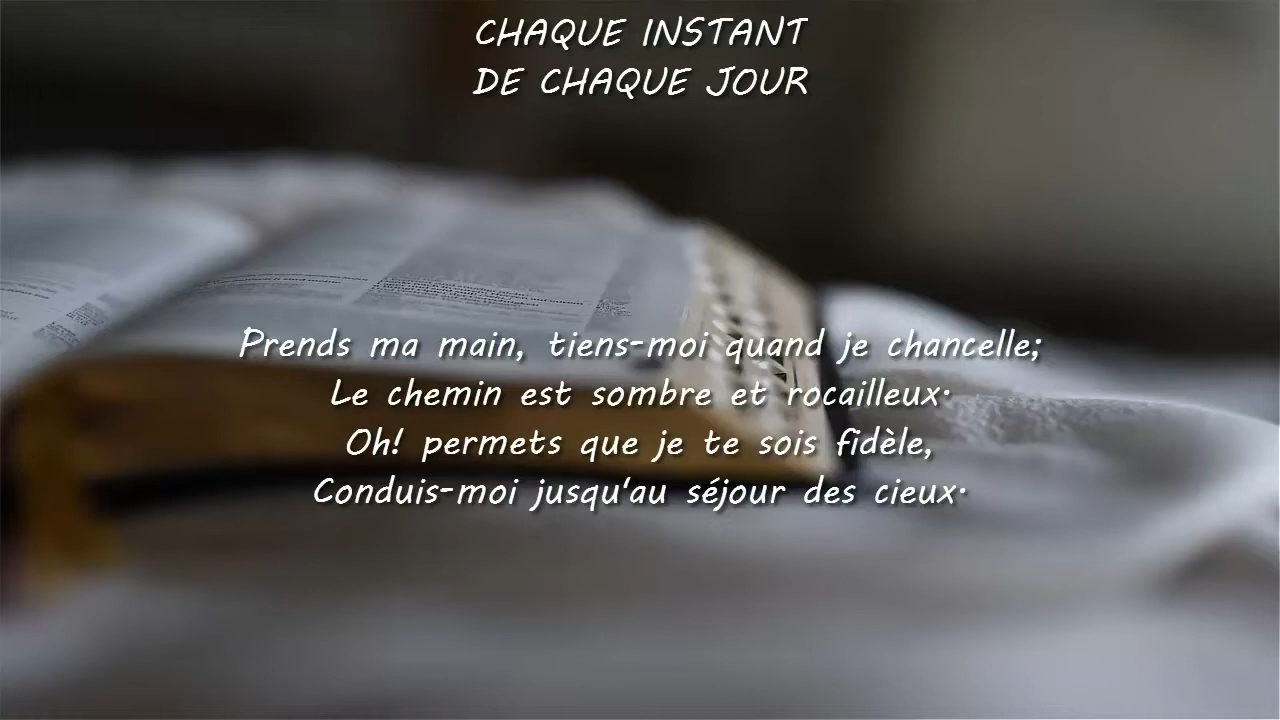 CHAQUE INSTANT
DE CHAQUE JOUR
Prends ma main, tiens-moi quand je chancelle;
Le chemin est sombre et rocailleux.
Oh! permets que je te sois fidèle,
Conduis-moi jusqu'au séjour des cieux.